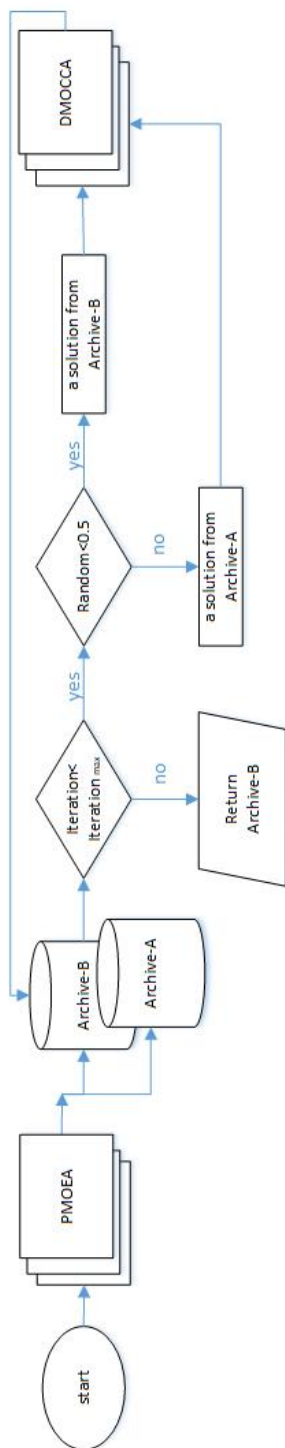 start
PMOEA
Archive-B
Archive-A
Iteration<
Iteration max
yes
no
Return
Archive-B
Random<0.5
yes
no
a solution from
Archive-B
a solution from
Archive-A
DMOCCA